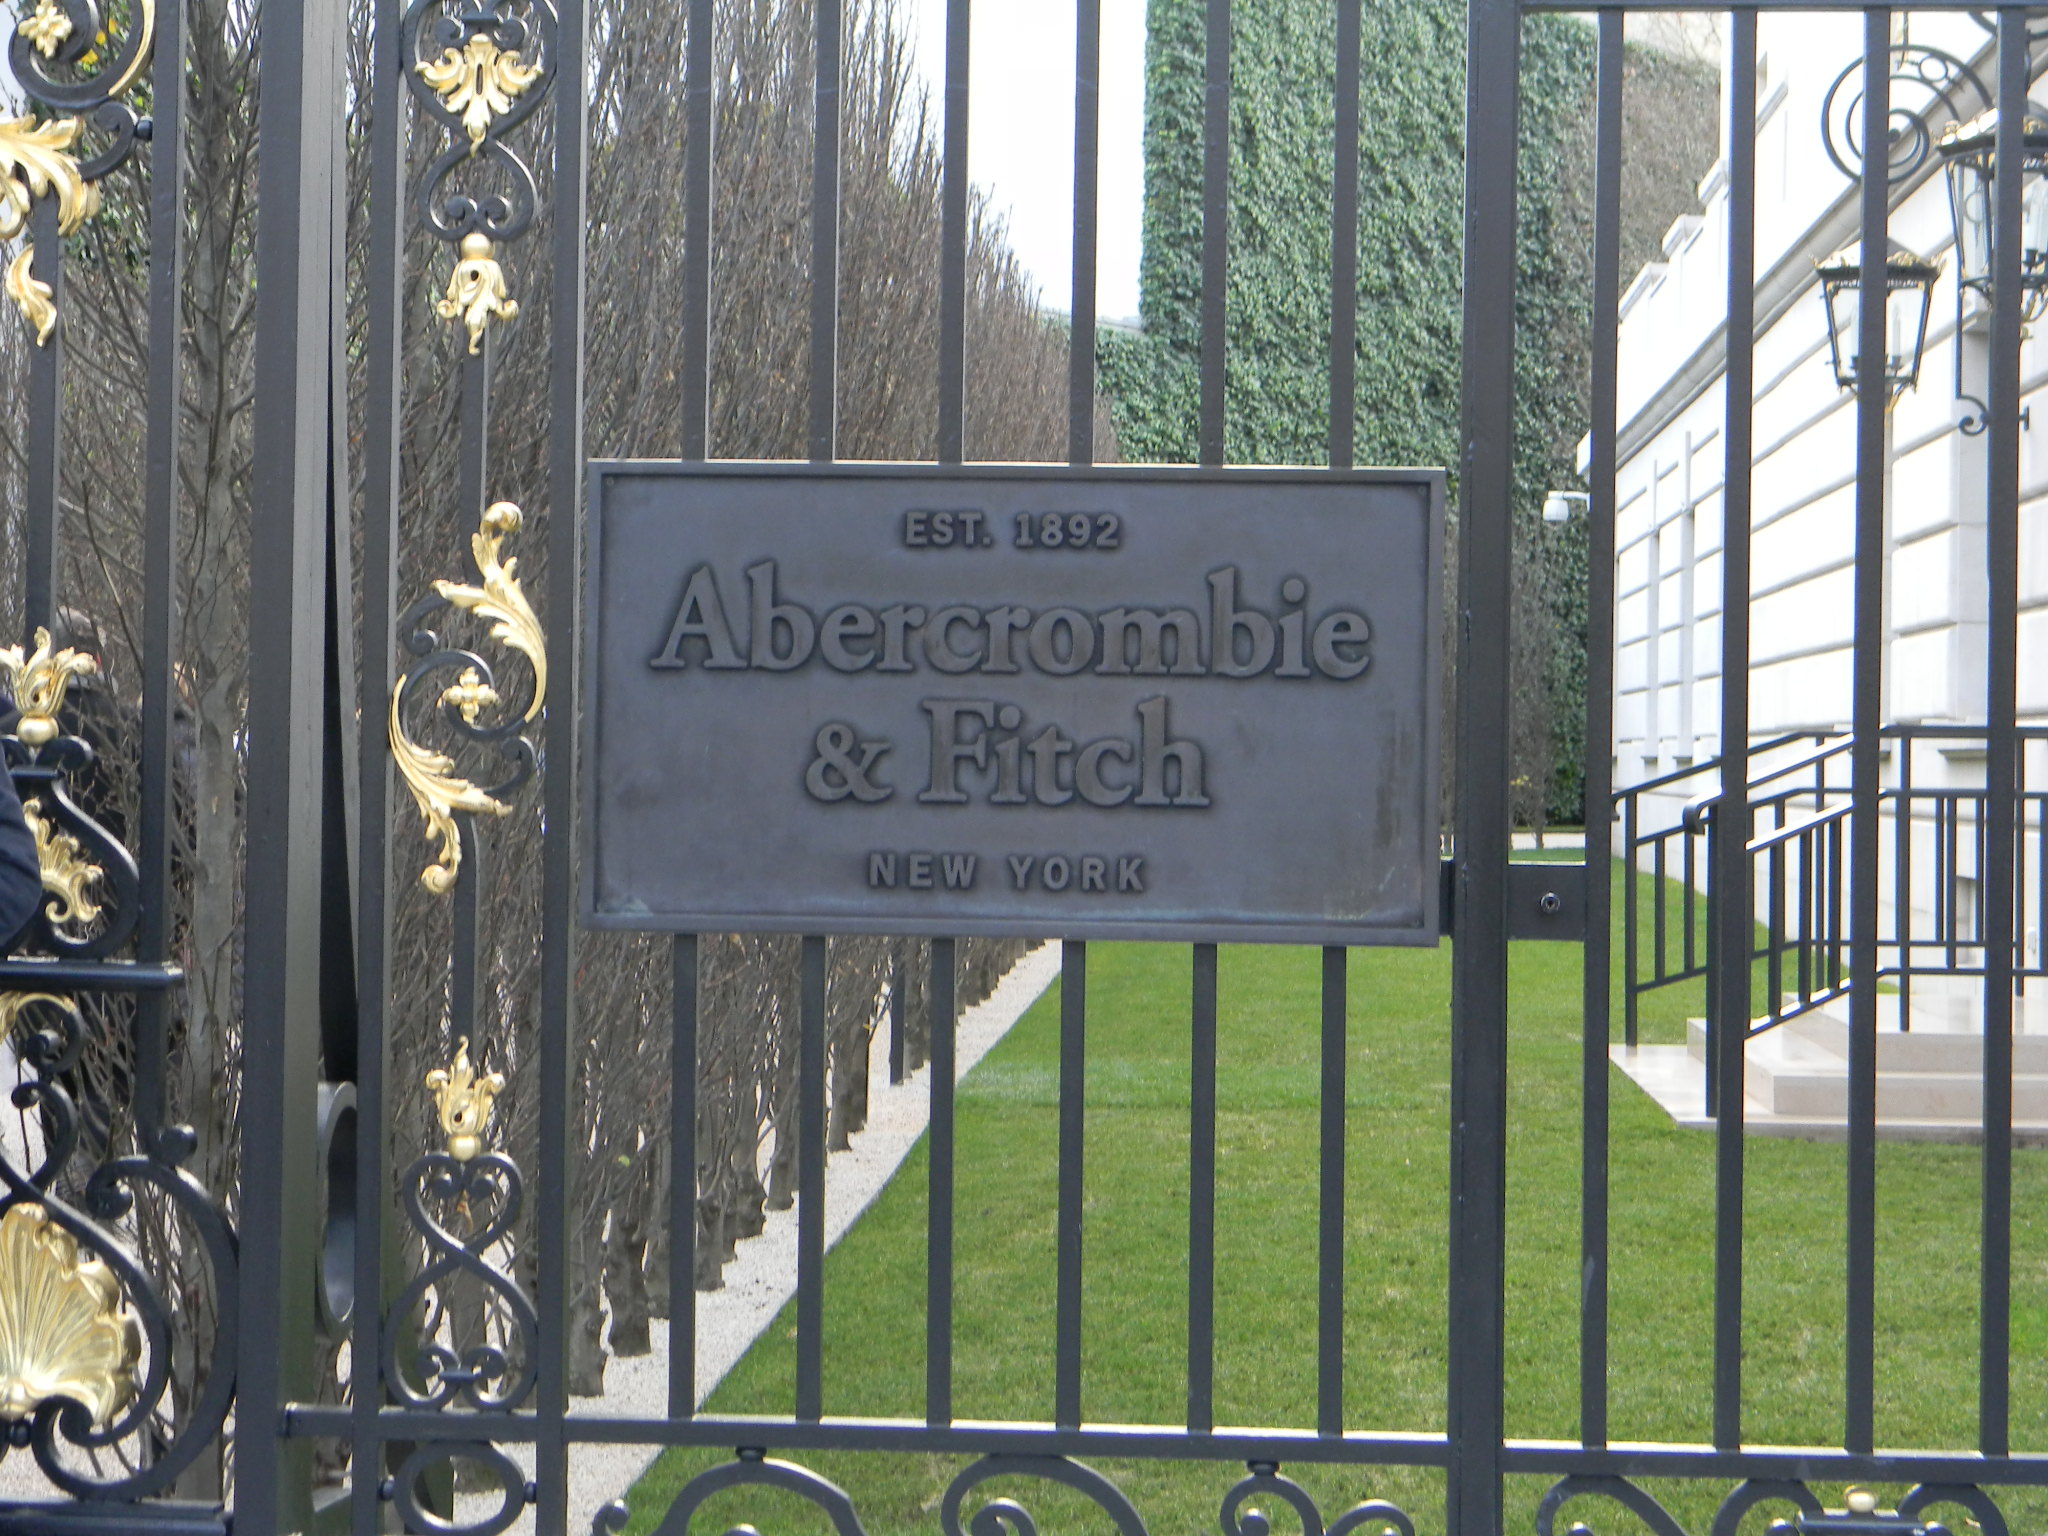 EST. 1892
Abercrombie
& Fitch
NEW YORK